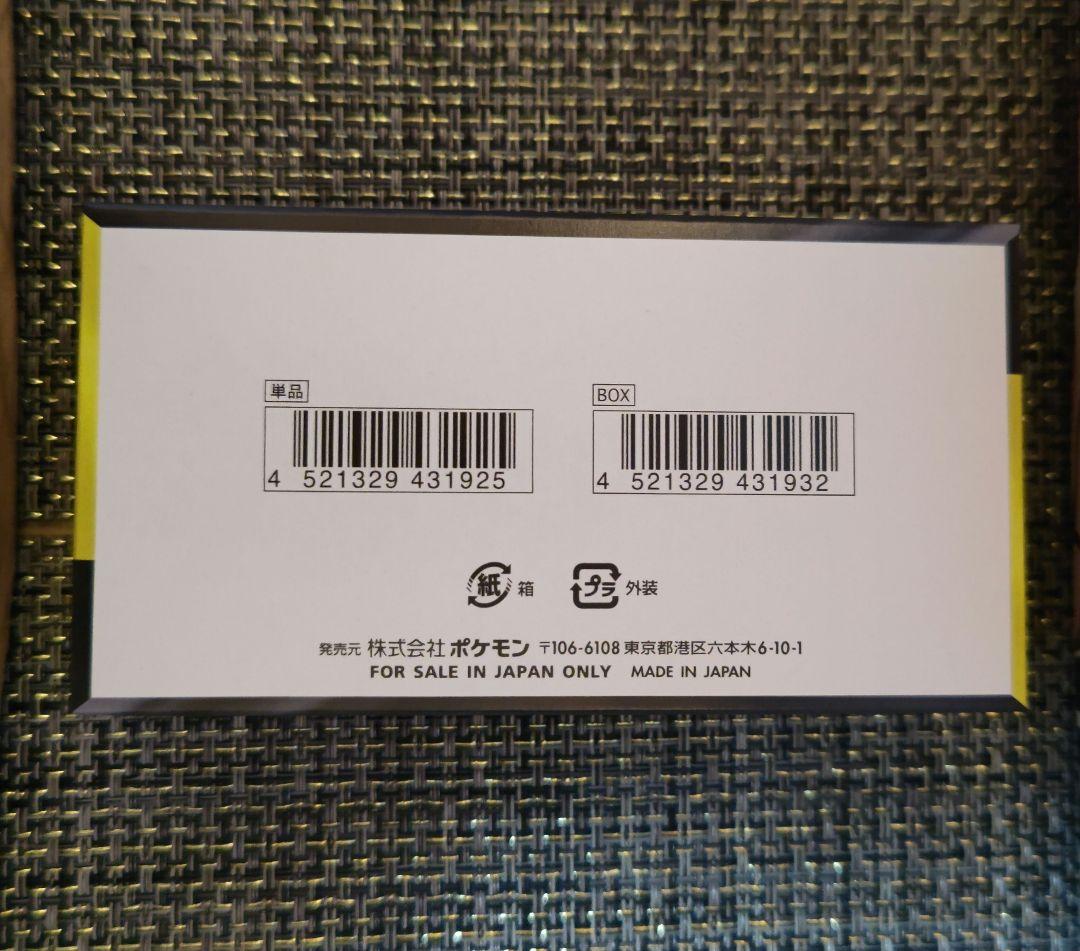 単品
4 521329 431925
BOX
4 521329 431932
紙 箱 プラ 外装
発売元 株式会社 ポケモン 〒106-6108 東京都港区六本木6-10-1
FOR SALE IN JAPAN ONLY MADE IN JAPAN